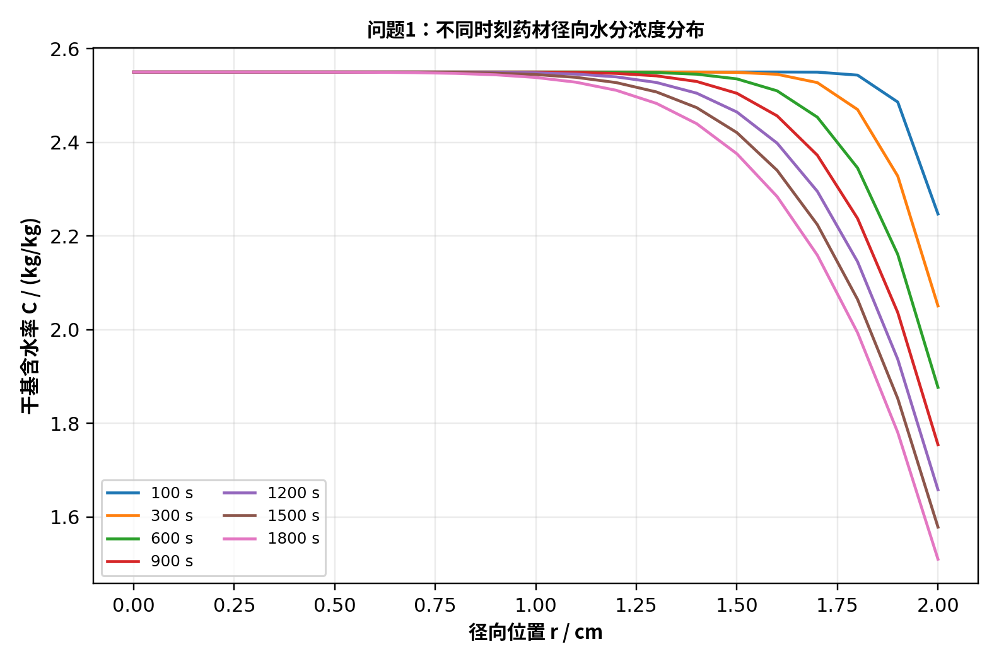 问题1：不同时刻药材径向水分浓度分布
干基含水率 C / (kg/kg)
2.6
2.4
2.2
2.0
1.8
1.6
100 s
300 s
600 s
900 s
1200 s
1500 s
1800 s
0.00 0.25 0.50 0.75 1.00 1.25 1.50 1.75 2.00
径向位置 r / cm